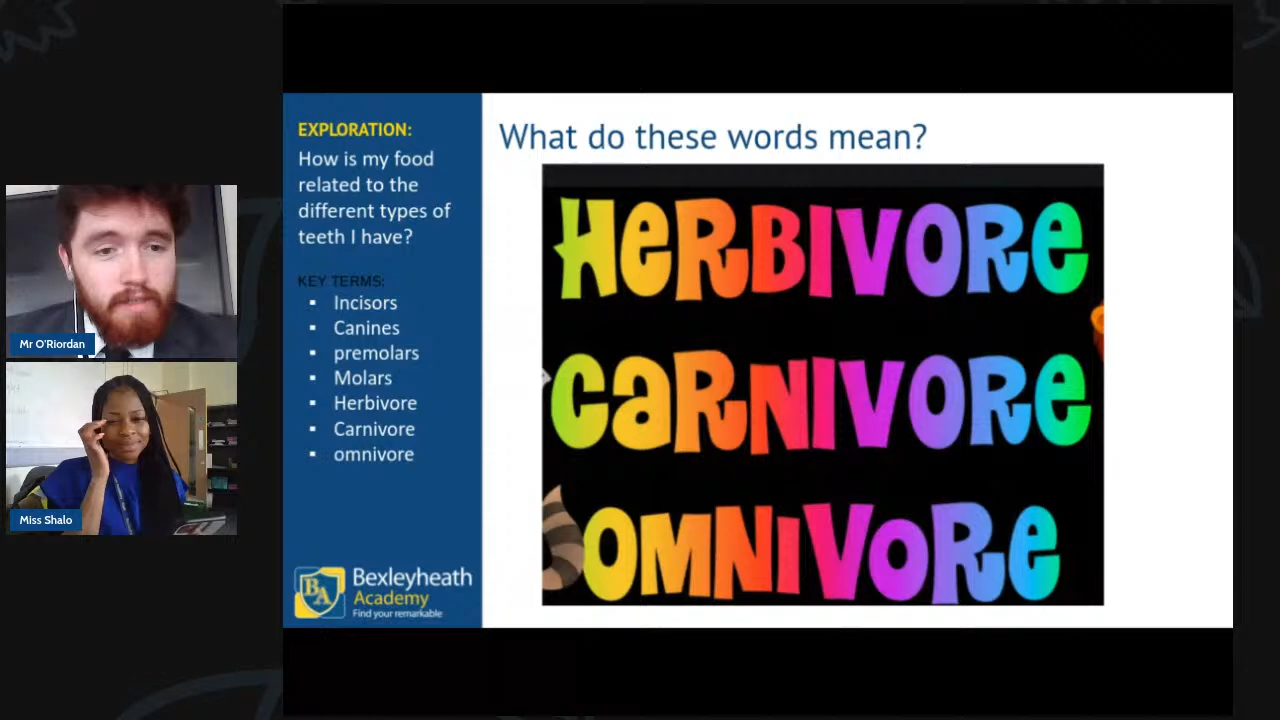 EXPLORATION:
How is my food
related to the
different types of
teeth I have?
KEY TERMS:
▪ Incisors
▪ Canines
▪ premolars
▪ Molars
▪ Herbivore
▪ Carnivore
▪ omnivore
BA
Bexleyheath
Academy
Find your remarkable
What do these words mean?
HeRBIVORe
CaRNIVORe
OMNIVORe
Mr O'Riordan
Miss Shalo